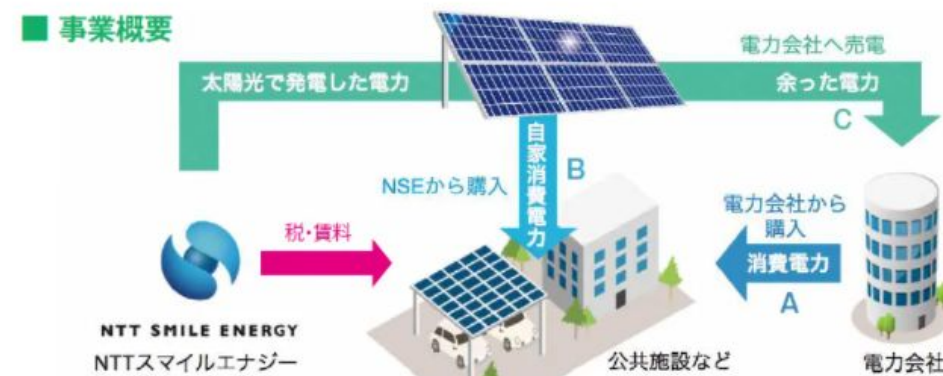 ■ 事業概要
電力会社へ売電
太陽光で発電した電力
余った電力
C
自家消費電力
B
NSEから購入
電力会社から
購入
税・賃料
消費電力
A
NTT SMILE ENERGY
NTTスマイルエナジー
公共施設など
電力会社